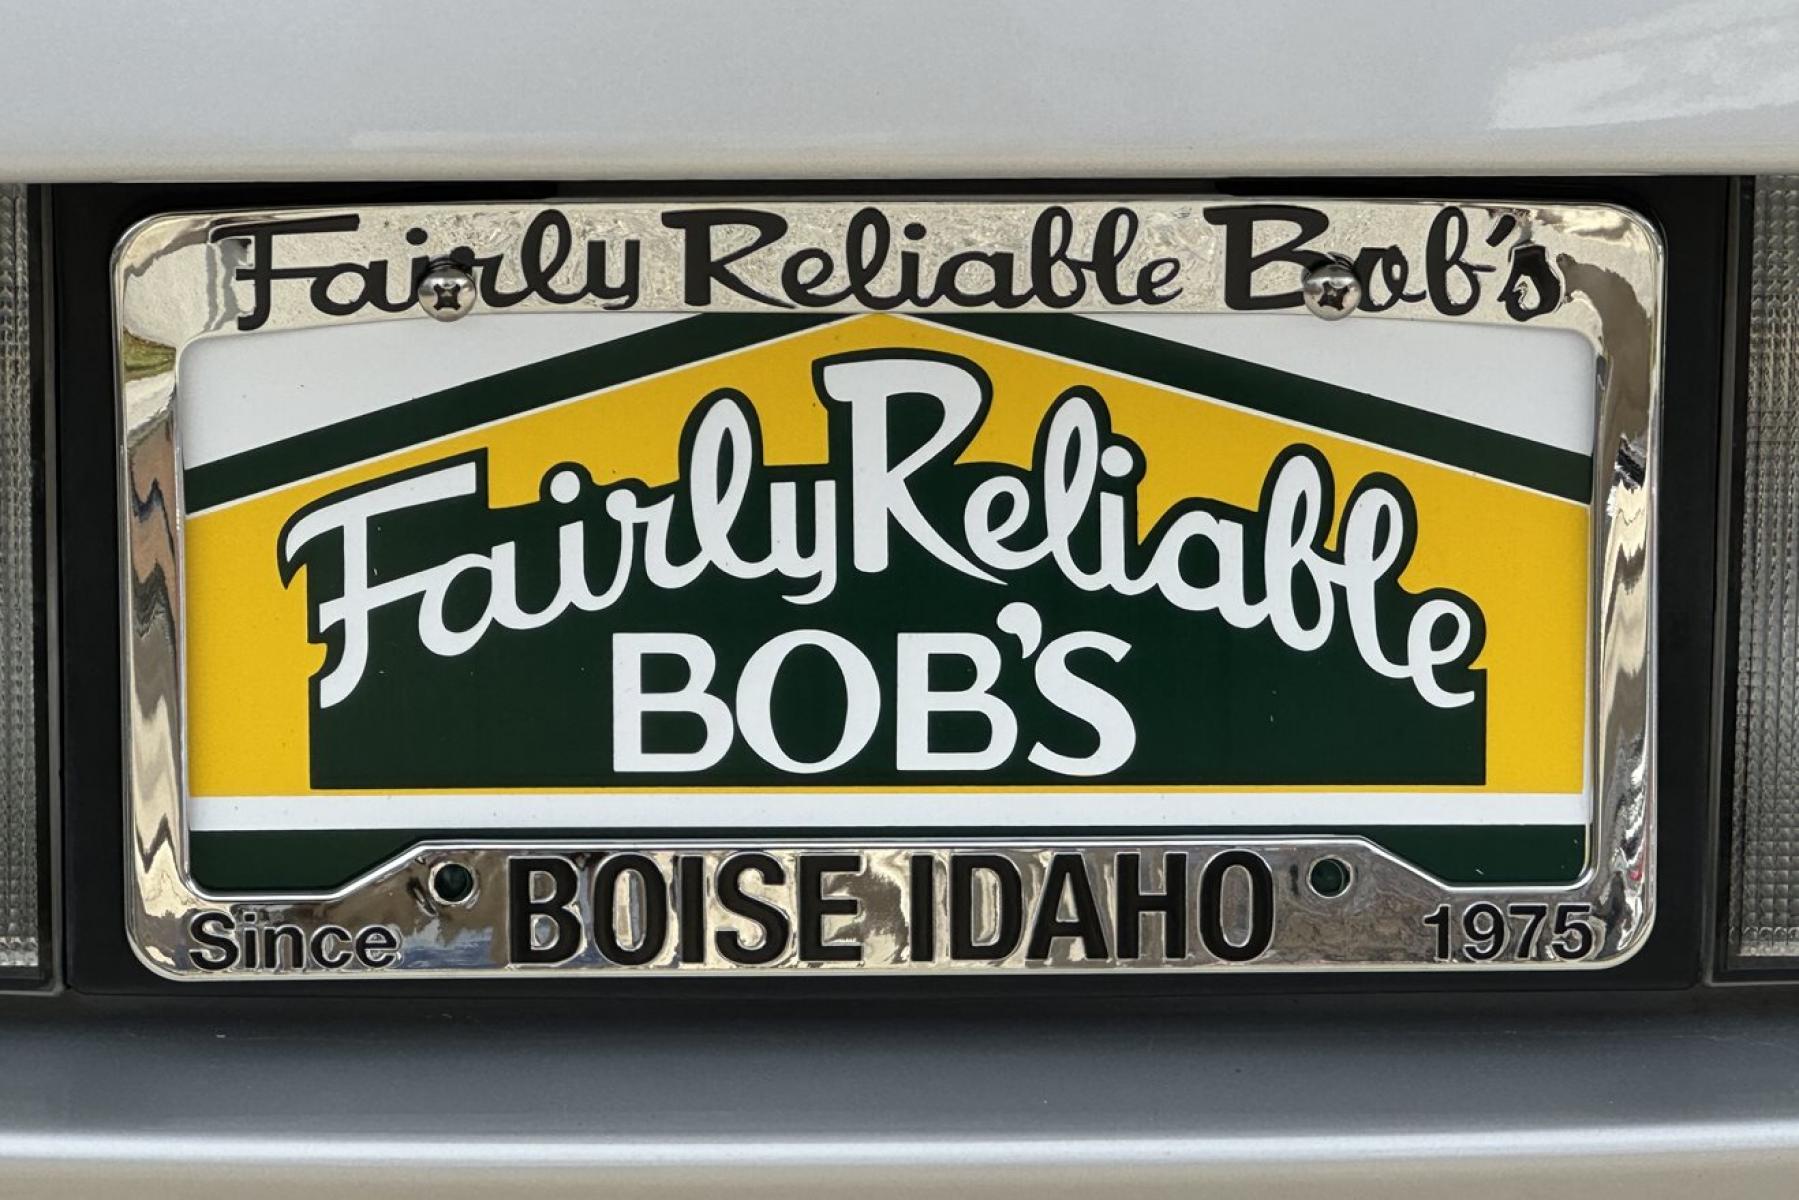 Fairly Reliable Bob's
Fairly Reliable
BOB'S
BOISE IDAHO
Since 1975